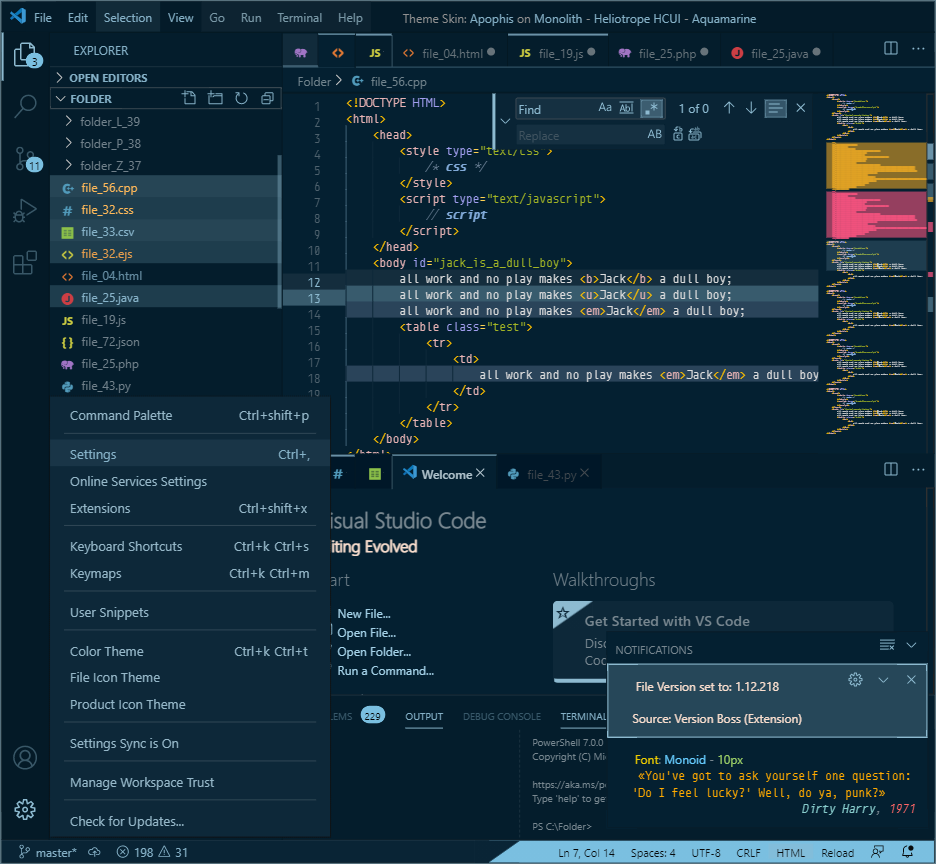 File Edit Selection View Go Run Terminal Help Theme Skin: Apophis on Monolith - Heliotrope HCUI - Aquamarine
3
EXPLORER
JS file_04.html JS file_19.js file_25.php file_25.java
OPEN EDITORS
FOLDER
Folder > file_56.cpp
folder_L_39
folder_P_38
folder_Z_37
file_56.cpp
file_32.css
file_33.csv
file_32.ejs
file_04.html
file_25.java
JS file_19.js
file_72.json
file_25.php
file_43.py
11
Find Aa Abl .* 1 of 0
Replace AB
1 <!DOCTYPE HTML>
2 <html>
3 <head>
4 <style type="text/css">
5 /* css */
6 </style>
7 <script type="text/javascript">
8 // script
9 </script>
10 </head>
11 <body id="jack_is_a_dull_boy">
12 all work and no play makes <b>Jack</b> a dull boy;
13 all work and no play makes <u>Jack</u> a dull boy;
14 all work and no play makes <em>Jack</em> a dull boy;
15 <table class="test">
16 <tr>
17 <td>
18 all work and no play makes <em>Jack</em> a dull boy
19 </td>
</tr>
</table>
</body>
Command Palette Ctrl+shift+p
Settings Ctrl+,
Online Services Settings
Extensions Ctrl+shift+x
Keyboard Shortcuts Ctrl+k Ctrl+s
Keymaps Ctrl+k Ctrl+m
User Snippets
Color Theme Ctrl+k Ctrl+t
File Icon Theme
Product Icon Theme
Settings Sync is On
Manage Workspace Trust
Check for Updates...
# Welcome file_43.py
isual Studio Code
iting Evolved
art
New File...
Open File...
Open Folder...
Run a Command...
Walkthroughs
Get Started with VS Code
Disc
Coo
NOTIFICATIONS
File Version set to: 1.12.218
Source: Version Boss (Extension)
Font: Monoid - 10px
«You've got to ask yourself one question:
'Do I feel lucky?' Well, do ya, punk?»
Dirty Harry, 1971
LEMS 229 OUTPUT DEBUG CONSOLE TERMINAL
PowerShell 7.0.0
Copyright (C) Mi
https://aka.ms/p
Type 'help' to ge
PS C:\Folder>
master* 198 31 Ln 7, Col 14 Spaces: 4 UTF-8 CRLF HTML Reload